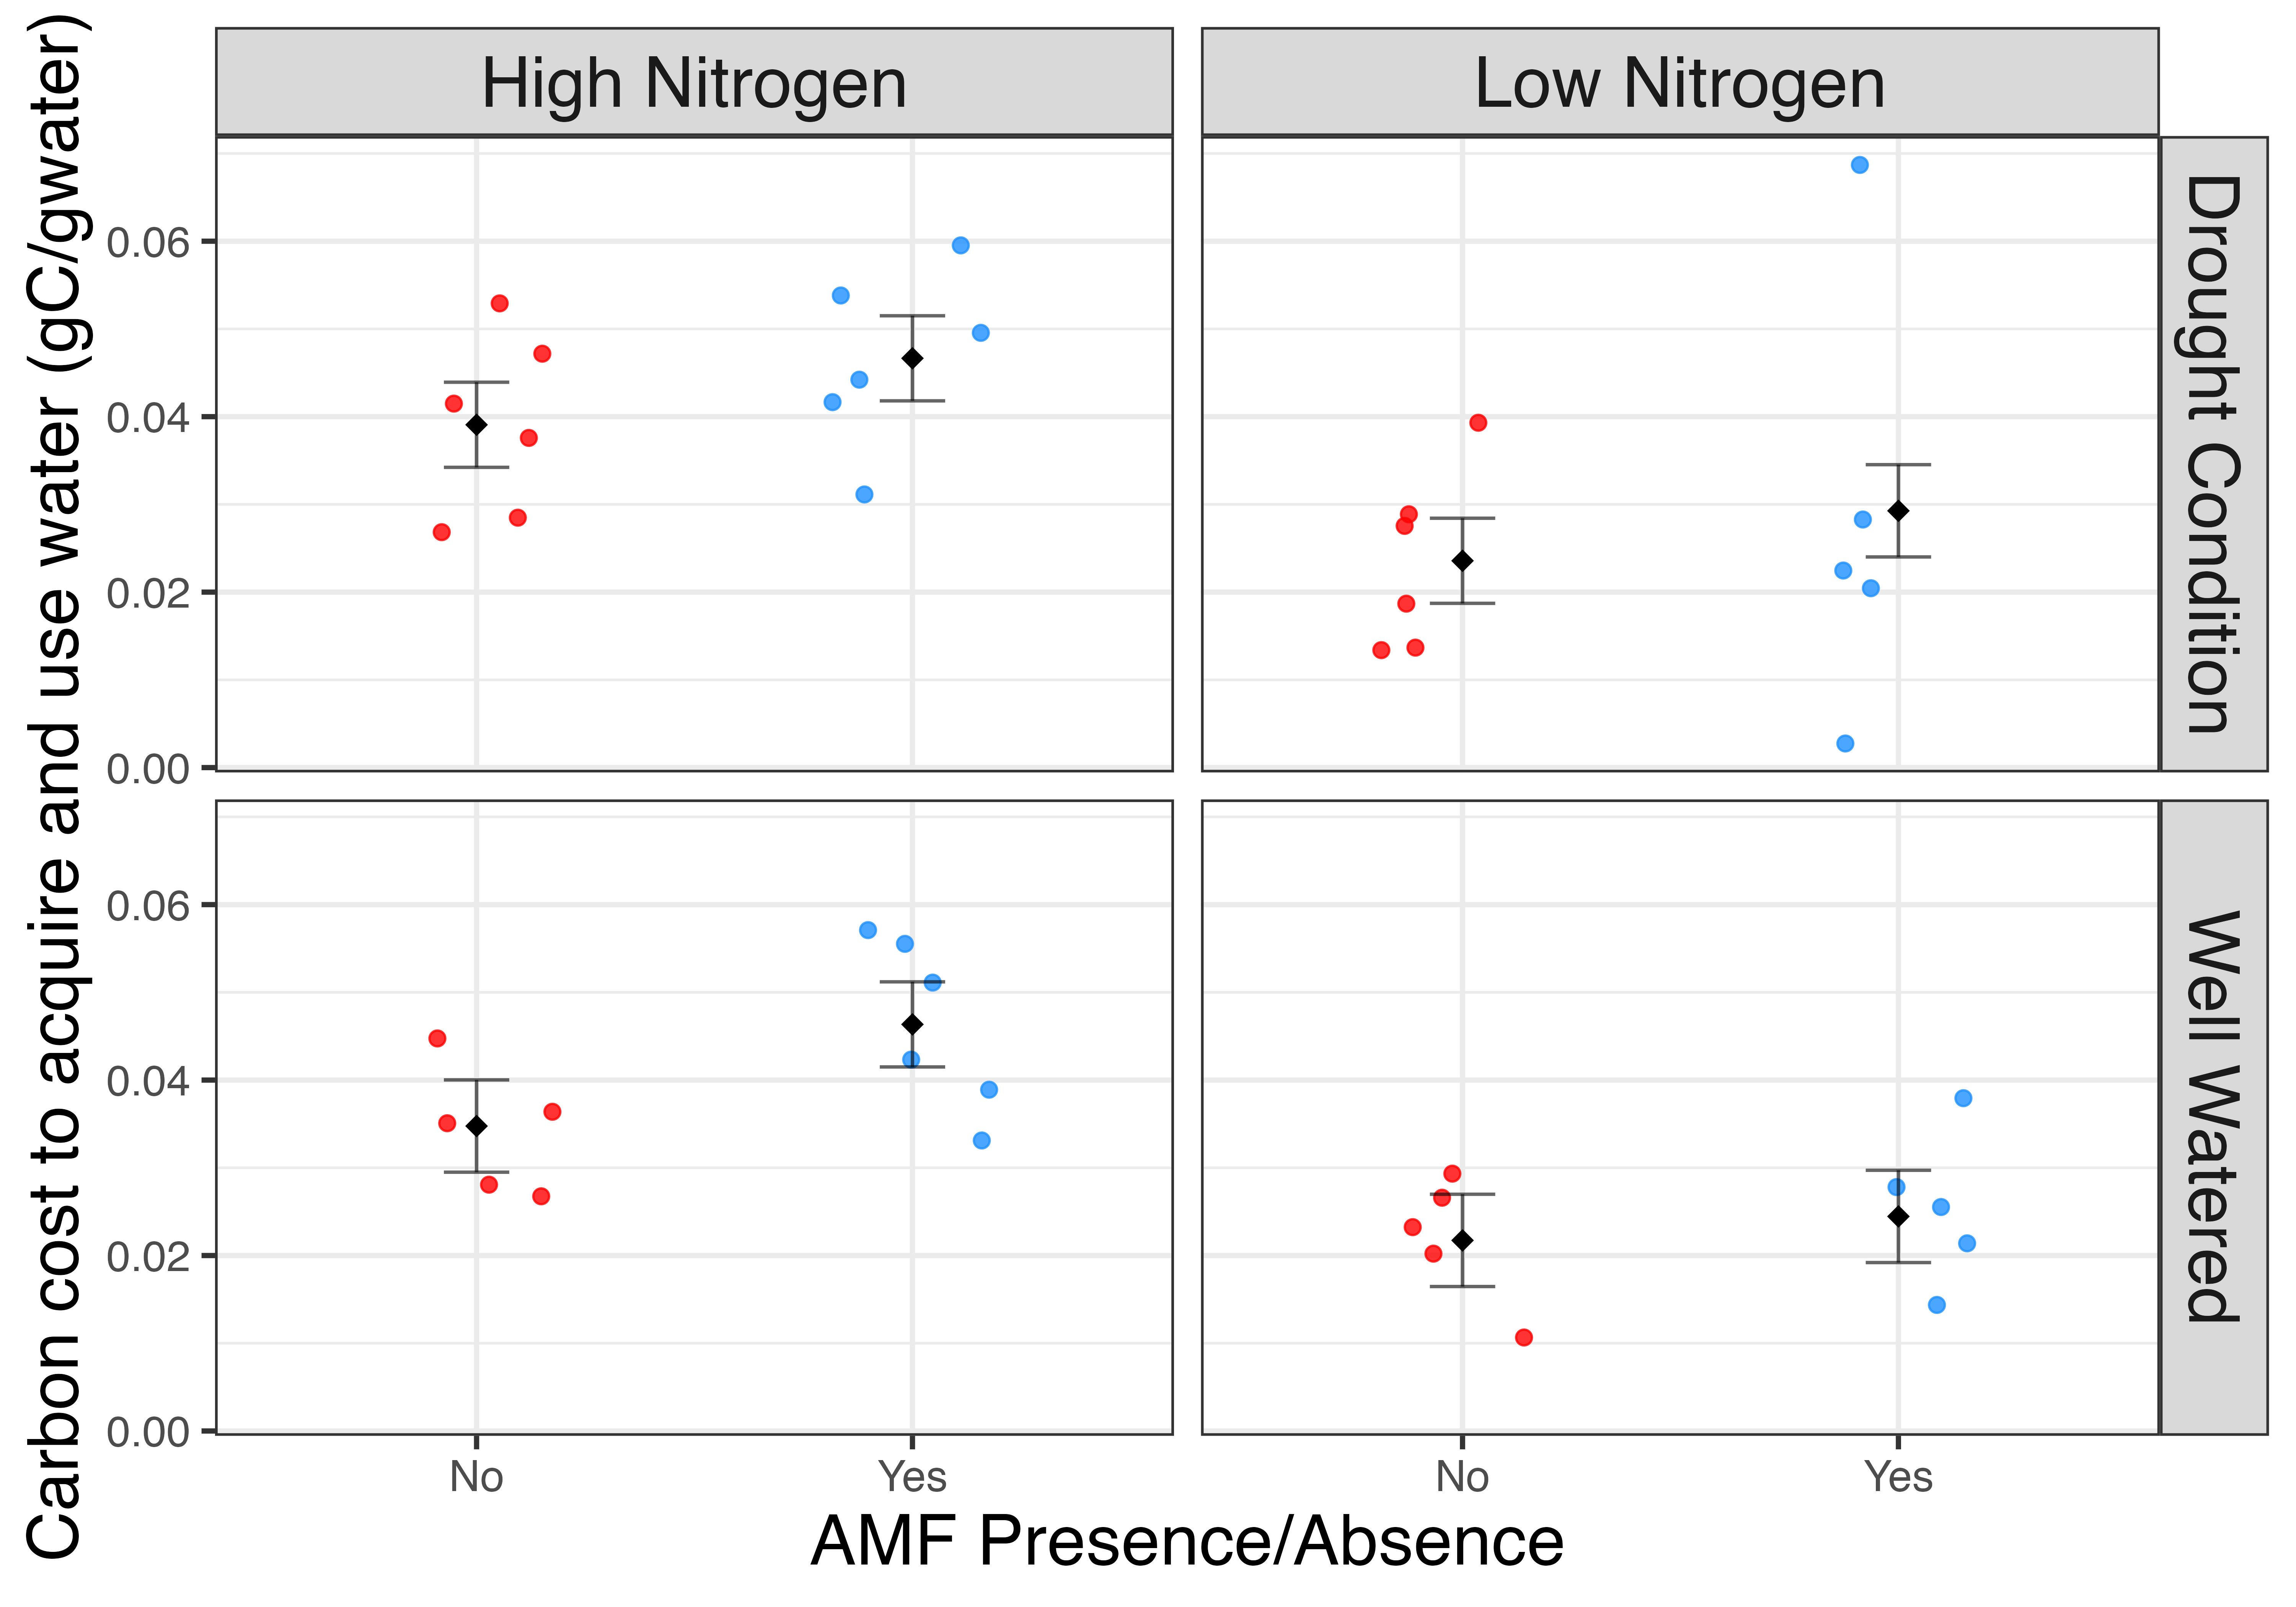 High Nitrogen
Low Nitrogen
Carbon cost to acquire and use water (gC/gwater)
0.06
0.04
0.02
0.00
Drought Condition
0.06
0.04
0.02
0.00
Well Watered
No
Yes
No
Yes
AMF Presence/Absence